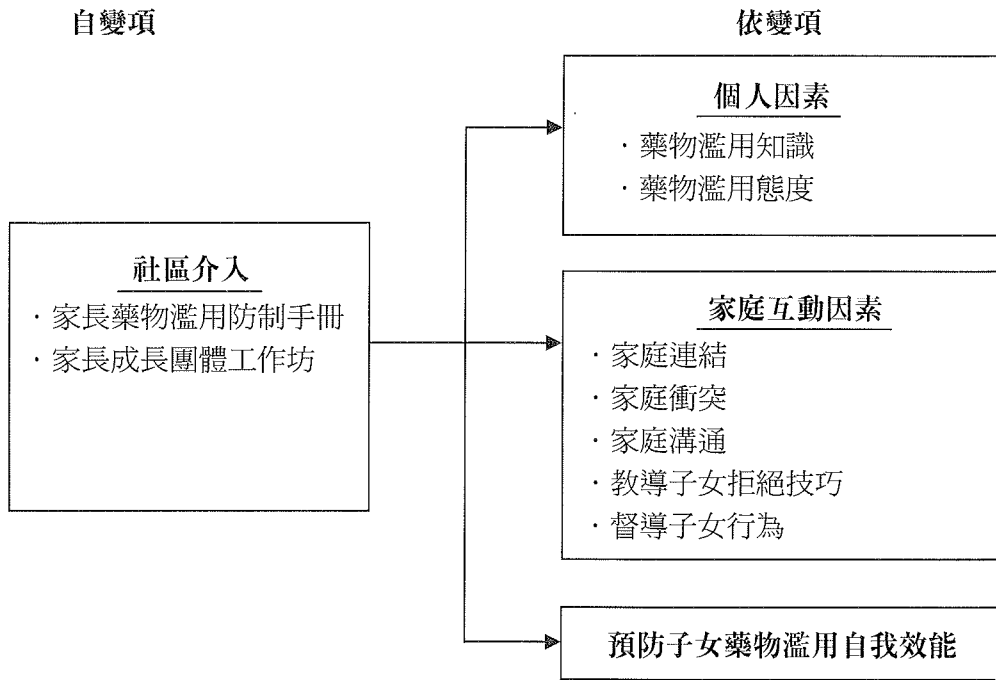 自變項
依變項
社區介入
·家長藥物濫用防制手冊
·家長成長團體工作坊
個人因素
·藥物濫用知識
·藥物濫用態度
家庭互動因素
·家庭連結
·家庭衝突
·家庭溝通
·教導子女拒絕技巧
·督導子女行為
預防子女藥物濫用自我效能